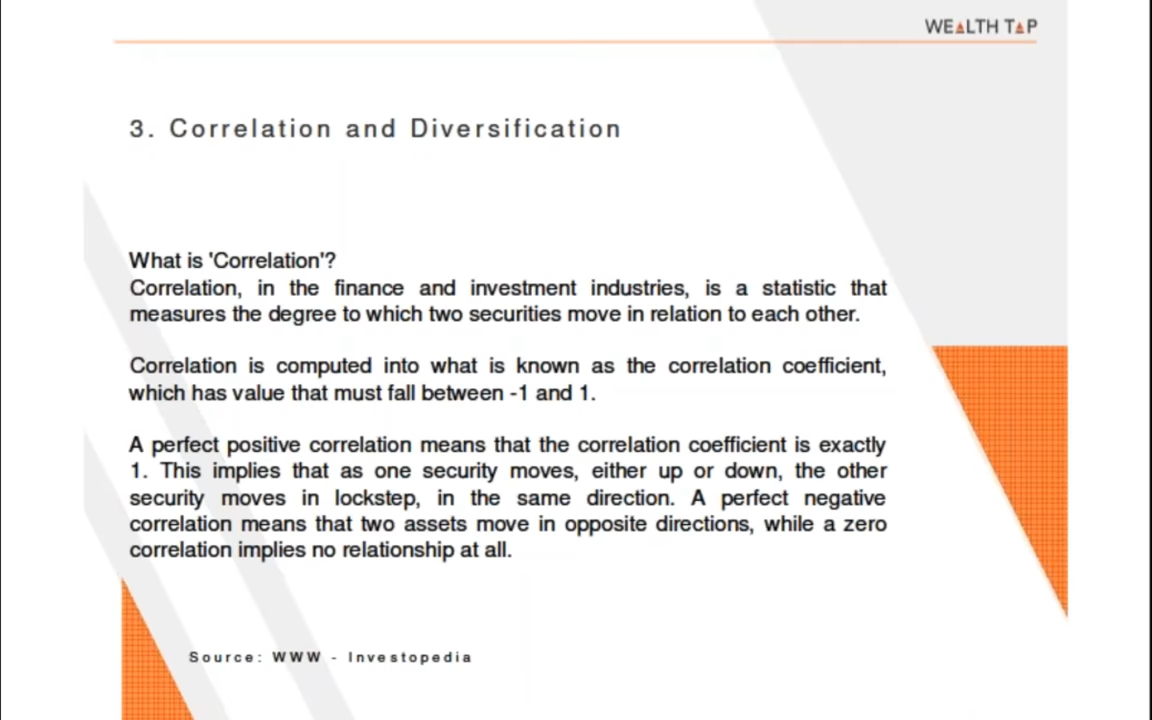 WEALTH TAP
3. Correlation and Diversification
What is 'Correlation'?
Correlation, in the finance and investment industries, is a statistic that
measures the degree to which two securities move in relation to each other.
Correlation is computed into what is known as the correlation coefficient,
which has value that must fall between -1 and 1.
A perfect positive correlation means that the correlation coefficient is exactly
1. This implies that as one security moves, either up or down, the other
security moves in lockstep, in the same direction. A perfect negative
correlation means that two assets move in opposite directions, while a zero
correlation implies no relationship at all.
Source: WWW - Investopedia